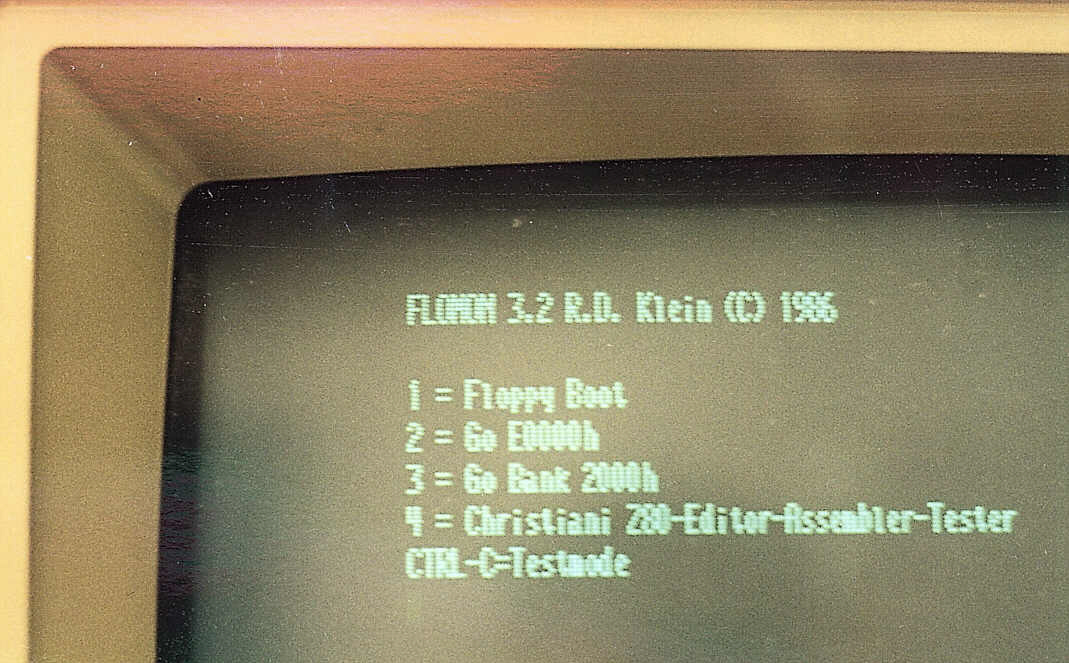 FLOMON 3.2 R.D. Klein (C) 1986
1 = Floppy Boot
2 = Go E0000h
3 = Go Bank 2000h
4 = Christiani Z80-Editor-Assembler-Tester
CTRL-C=Testmode